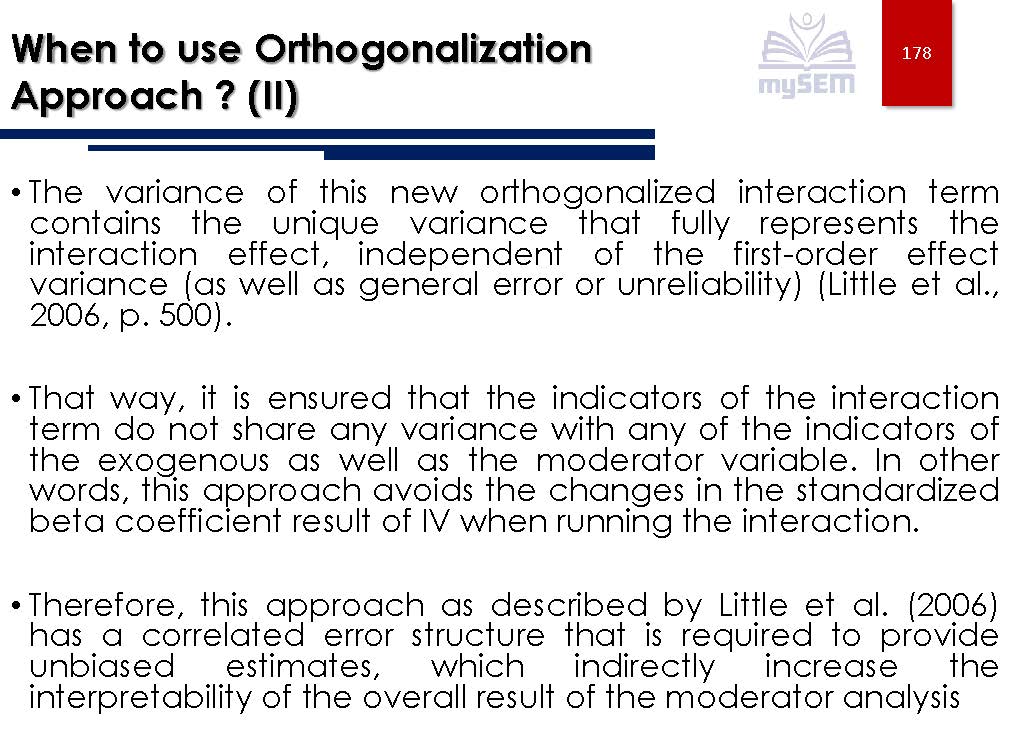 When to use Orthogonalization
Approach ? (II)
mySEM
178
• The variance of this new orthogonalized interaction term
contains the unique variance that fully represents the
interaction effect, independent of the first-order effect
variance (as well as general error or unreliability) (Little et al.,
2006, p. 500).
• That way, it is ensured that the indicators of the interaction
term do not share any variance with any of the indicators of
the exogenous as well as the moderator variable. In other
words, this approach avoids the changes in the standardized
beta coefficient result of IV when running the interaction.
• Therefore, this approach as described by Little et al. (2006)
has a correlated error structure that is required to provide
unbiased estimates, which indirectly increase the
interpretability of the overall result of the moderator analysis